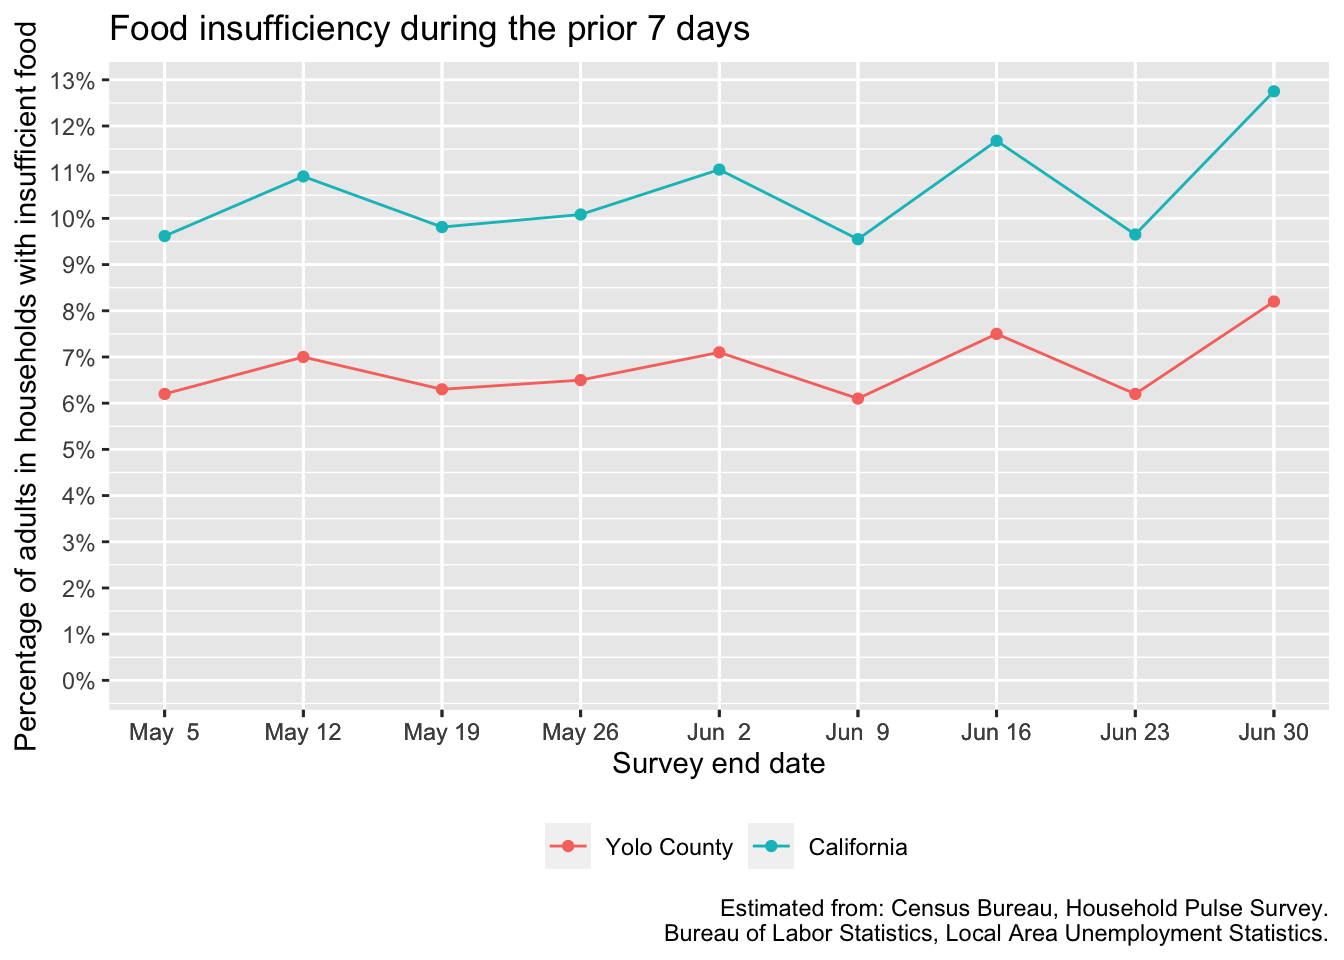 Food insufficiency during the prior 7 days
Percentage of adults in households with insufficient food
13%
12%
11%
10%
9%
8%
7%
6%
5%
4%
3%
2%
1%
0%
May 5 May 12 May 19 May 26 Jun 2 Jun 9 Jun 16 Jun 23 Jun 30
Survey end date
Yolo County California
Estimated from: Census Bureau, Household Pulse Survey.
Bureau of Labor Statistics, Local Area Unemployment Statistics.